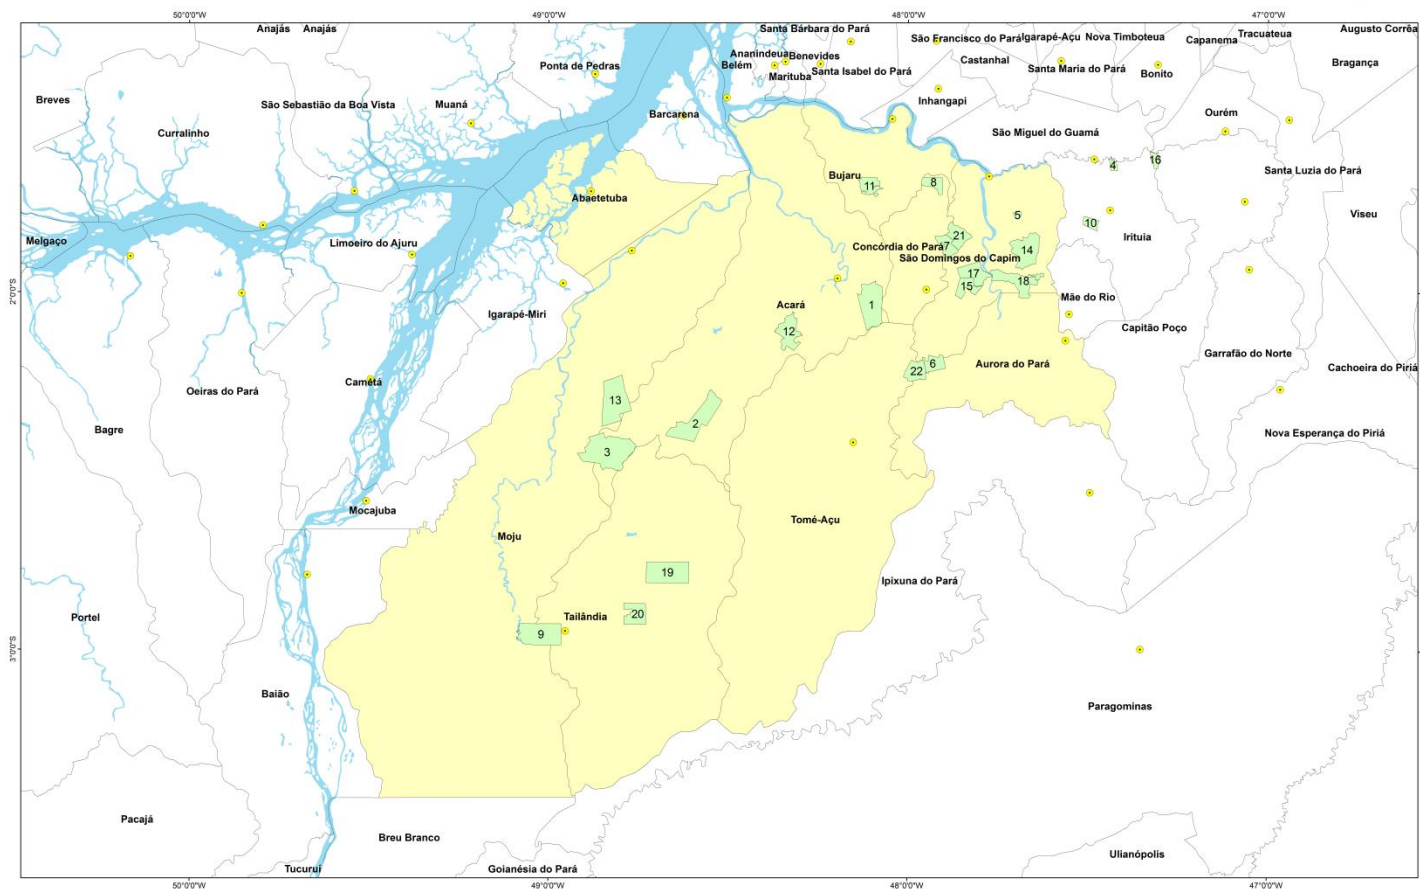 50°0'0"W
49°0'0"W
48°0'0"W
47°0'0"W
Anajás Anajás
Santa Bárbara do Pará
São Francisco do Pará
Igarapé-Açu
Nova Timboteua
Capanema
Tracuateua
Augusto Corrêa
Ananindeua
Benevides
Ponta de Pedras
Belém
Marituba
Santa Isabel do Pará
Castanhal
Santa Maria do Pará
Bonito
Bragança
Breves
São Sebastião da Boa Vista
Muaná
Inhangapi
Barcarena
Ourém
Curralinho
São Miguel do Guamá
4
16
Santa Luzia do Pará
Bujaru
11
8
Abaetetuba
5
Viseu
10
Melgaço
Limoeiro do Ajuru
Irituia
21
Concórdia do Pará
7
14
São Domingos do Capim
17
18
15
2°0'0"S
Mãe do Rio
Acará
1
Igarapé-Miri
12
Capitão Poço
Garrafão do Norte
Aurora do Pará
6
22
Cachoeira do Piriá
Cametá
Oeiras do Pará
13
2
Bagre
Nova Esperança do Piriá
3
Mocajuba
Tomé-Açu
Moju
19
Ipixuna do Pará
Portel
Tailândia
20
9
3°0'0"S
Baião
Paragominas
Pacajá
Breu Branco
Ulianópolis
Tucuruí
Goianésia do Pará
50°0'0"W
49°0'0"W
48°0'0"W
47°0'0"W